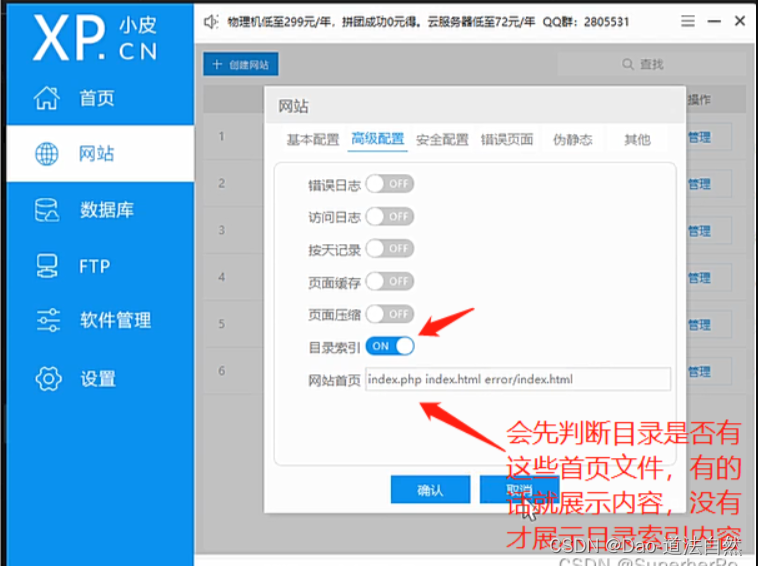 XP.CN 小皮
物理机低至299元/年，拼团成功0元得。云服务器低至72元/年 QQ群：2805531
首页
网站
数据库
FTP
软件管理
设置
+ 创建网站
查找
操作
1
管理
2
管理
3
管理
4
管理
5
管理
6
管理
网站
基本配置 高级配置 安全配置 错误页面 伪静态 其他
错误日志 OFF
访问日志 OFF
按天记录 OFF
页面缓存 OFF
页面压缩 OFF
目录索引 ON
网站首页 index.php index.html error/index.html
确认 取消
会先判断目录是否有
这些首页文件，有的
话就展示内容，没有
才展示目录索引内容
CSDN @Dao-道法自然
CSDN @SuperherRo